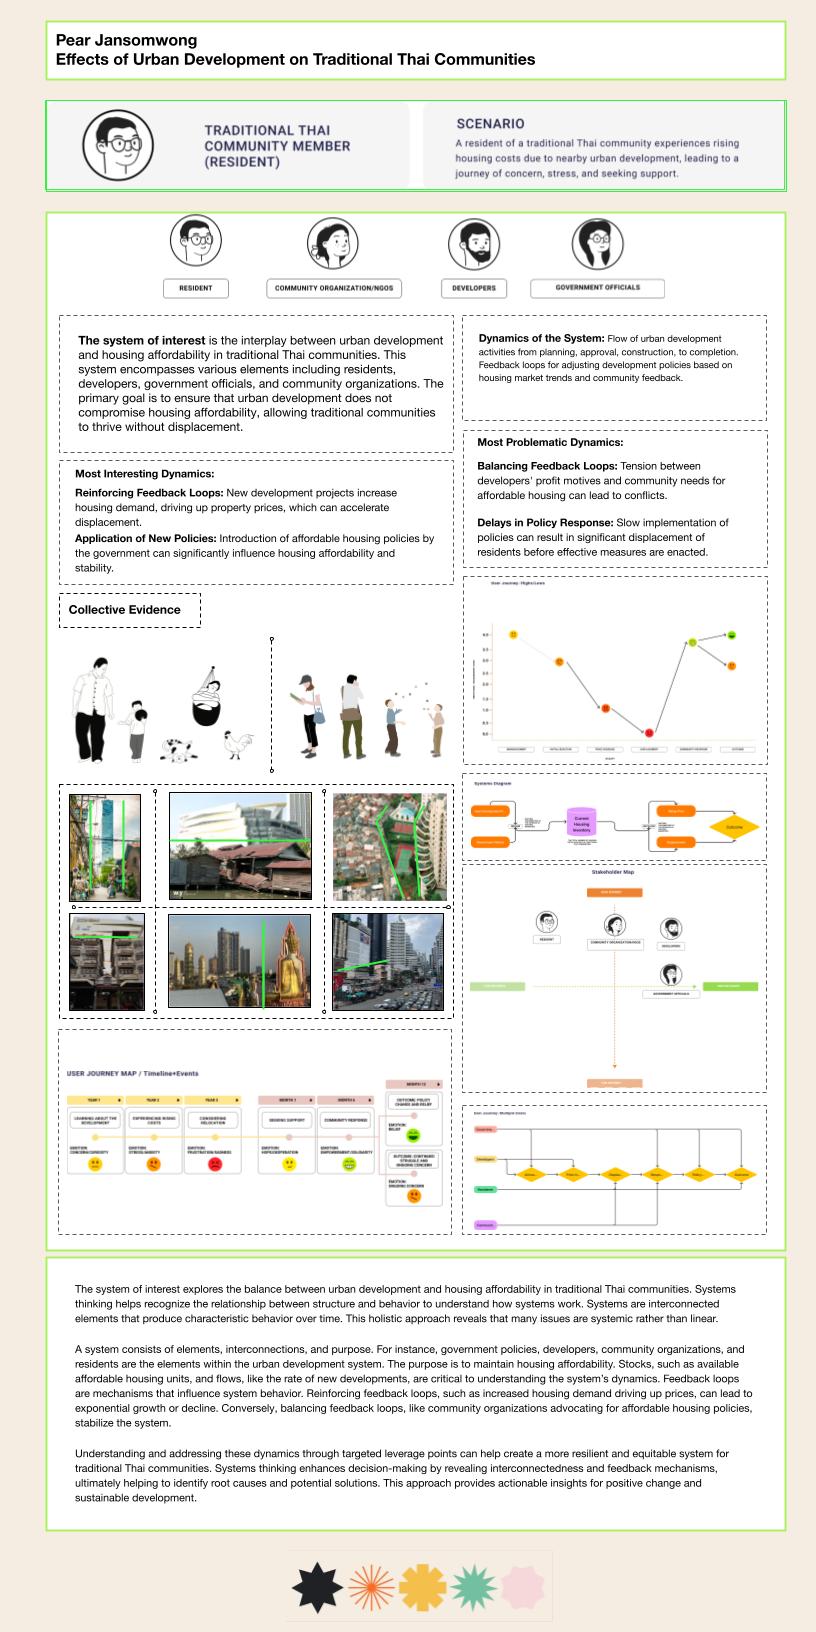 Pear Jansomwong
Effects of Urban Development on Traditional Thai Communities
TRADITIONAL THAI
COMMUNITY MEMBER
(RESIDENT)
SCENARIO
A resident of a traditional Thai community experiences rising
housing costs due to nearby urban development, leading to a
journey of concern, stress, and seeking support.
RESIDENT
COMMUNITY ORGANIZATION/NGOS
DEVELOPERS
GOVERNMENT OFFICIALS
The system of interest is the interplay between urban development
and housing affordability in traditional Thai communities. This
system encompasses various elements including residents,
developers, government officials, and community organizations. The
primary goal is to ensure that urban development does not
compromise housing affordability, allowing traditional communities
to thrive without displacement.
Dynamics of the System: Flow of urban development
activities from planning, approval, construction, to completion.
Feedback loops for adjusting development policies based on
housing market trends and community feedback.
Most Interesting Dynamics:
Reinforcing Feedback Loops: New development projects increase
housing demand, driving up property prices, which can accelerate
displacement.
Application of New Policies: Introduction of affordable housing policies by
the government can significantly influence housing affordability and
stability.
Most Problematic Dynamics:
Balancing Feedback Loops: Tension between
developers' profit motives and community needs for
affordable housing can lead to conflicts.
Delays in Policy Response: Slow implementation of
policies can result in significant displacement of
residents before effective measures are enacted.
Collective Evidence
User Journey: Highs/Lows
Systems Diagram
Current
Housing
Inventory
Outcome
Stakeholder Map
RESIDENT
COMMUNITY ORGANIZATION/NGOS
DEVELOPERS
GOVERNMENT OFFICIALS
USER JOURNEY MAP / Timeline+Events
YEAR 1
YEAR 2
YEAR 3
MONTH 3
MONTH 6
MONTH 12
LEARNING ABOUT THE
DEVELOPMENT
EXPERIENCING RISING
COSTS
CONSIDERING
RELOCATION
SEEKING SUPPORT
COMMUNITY RESPONSE
OUTCOME: POLICY
CHANGE AND RELIEF
EMOTION:
CONCERN/CURIOSITY
EMOTION:
STRESS/ANXIETY
EMOTION:
FRUSTRATION/SADNESS
EMOTION:
HOPE/DESPERATION
EMOTION:
EMPOWERMENT/SOLIDARITY
EMOTION:
RELIEF
OUTCOME: CONTINUED
STRUGGLE AND
ONGOING CONCERN
EMOTION:
ONGOING CONCERN
User Journey: Multiple Lines
Developers
Residents
The system of interest explores the balance between urban development and housing affordability in traditional Thai communities. Systems
thinking helps recognize the relationship between structure and behavior to understand how systems work. Systems are interconnected
elements that produce characteristic behavior over time. This holistic approach reveals that many issues are systemic rather than linear.
A system consists of elements, interconnections, and purpose. For instance, government policies, developers, community organizations, and
residents are the elements within the urban development system. The purpose is to maintain housing affordability. Stocks, such as available
affordable housing units, and flows, like the rate of new developments, are critical to understanding the system's dynamics. Feedback loops
are mechanisms that influence system behavior. Reinforcing feedback loops, such as increased housing demand driving up prices, can lead to
exponential growth or decline. Conversely, balancing feedback loops, like community organizations advocating for affordable housing policies,
stabilize the system.
Understanding and addressing these dynamics through targeted leverage points can help create a more resilient and equitable system for
traditional Thai communities. Systems thinking enhances decision-making by revealing interconnectedness and feedback mechanisms,
ultimately helping to identify root causes and potential solutions. This approach provides actionable insights for positive change and
sustainable development.